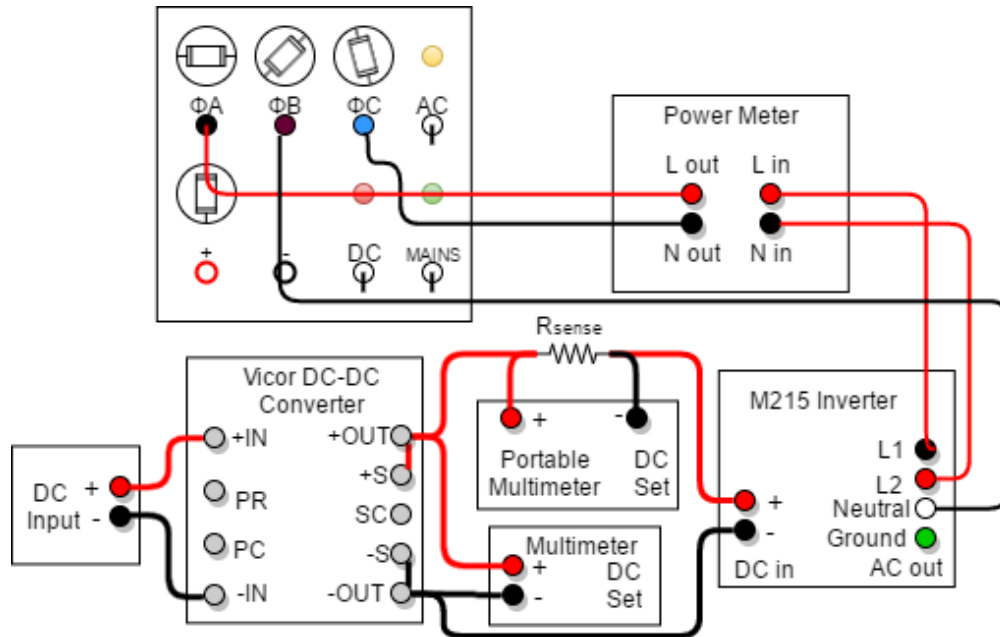 ΦA ΦB ΦC AC
+ - DC MAINS
Power Meter
L out L in
N out N in
Rsense
Vicor DC-DC
Converter
+IN +OUT
+S
PR
SC
PC
-S
-IN -OUT
DC
Input
+
-
+ -
Portable
Multimeter
DC
Set
Multimeter
+ DC
- Set
M215 Inverter
L1
L2
Neutral
Ground
+
-
DC in AC out